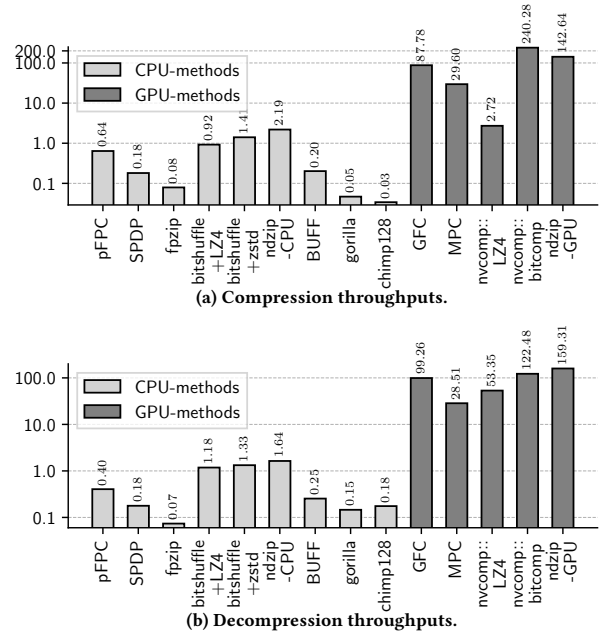 200.0
100.0
10.0
1.0
0.1
CPU-methods
GPU-methods
0.64
0.18
0.08
0.92
1.41
2.19
0.20
0.05
0.03
87.78
29.60
2.72
240.28
142.64
pFPC
SPDP
fpzip
bitshuffle
+LZ4
bitshuffle
+zstd
ndzip
-CPU
BUFF
gorilla
chimp128
GFC
MPC
nvcomp::
LZ4
nvcomp::
bitcomp
ndzip
-GPU
(a) Compression throughputs.
100.0
10.0
1.0
0.1
CPU-methods
GPU-methods
0.40
0.18
0.07
1.18
1.33
1.64
0.25
0.15
0.18
99.26
28.51
53.35
122.48
159.31
pFPC
SPDP
fpzip
bitshuffle
+LZ4
bitshuffle
+zstd
ndzip
-CPU
BUFF
gorilla
chimp128
GFC
MPC
nvcomp::
LZ4
nvcomp::
bitcomp
ndzip
-GPU
(b) Decompression throughputs.